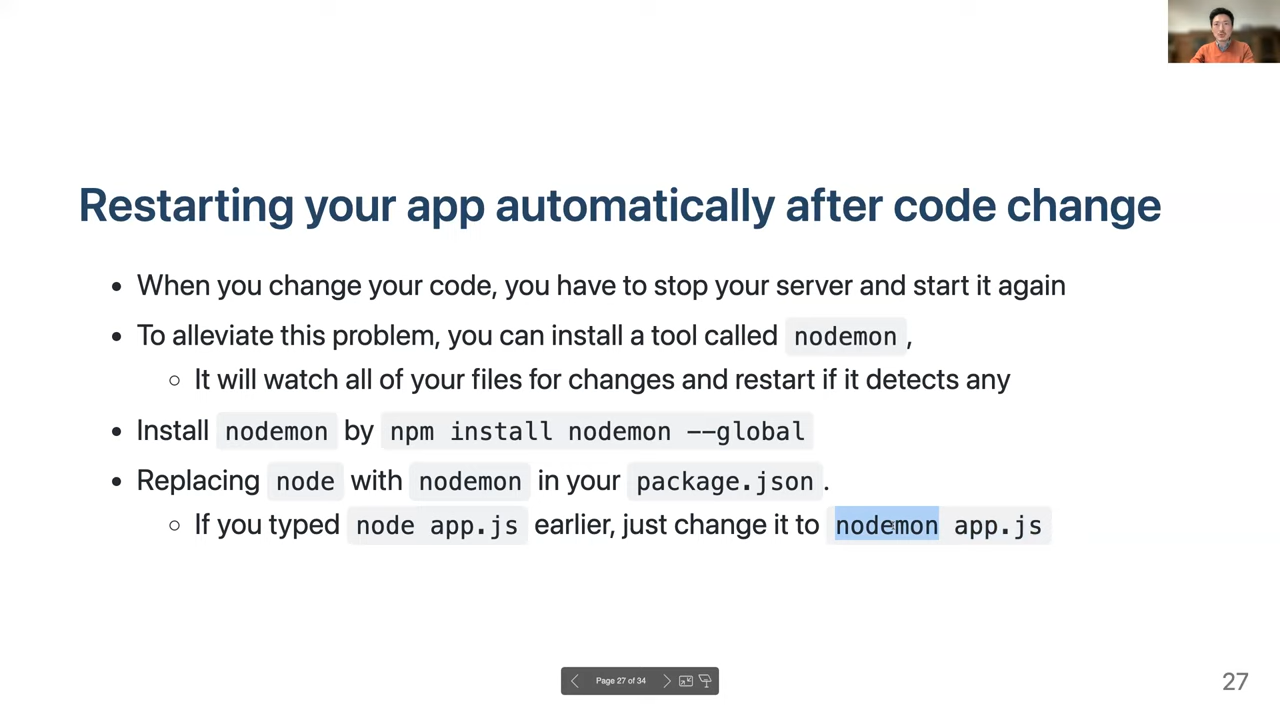 Restarting your app automatically after code change
• When you change your code, you have to stop your server and start it again
• To alleviate this problem, you can install a tool called nodemon,
◦ It will watch all of your files for changes and restart if it detects any
• Install nodemon by npm install nodemon --global
• Replacing node with nodemon in your package.json.
◦ If you typed node app.js earlier, just change it to nodemon app.js
Page 27 of 34
27